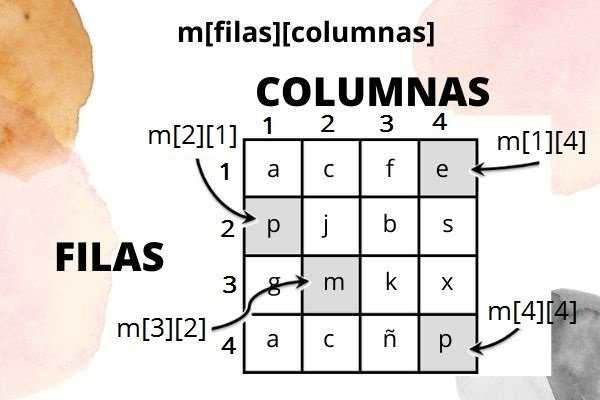 m[filas][columnas]
COLUMNAS
1 2 3 4
m[2][1]
m[1][4]
1 a c f e
2 p j b s
FILAS
3 g m k x
m[3][2]
m[4][4]
4 a c ñ p